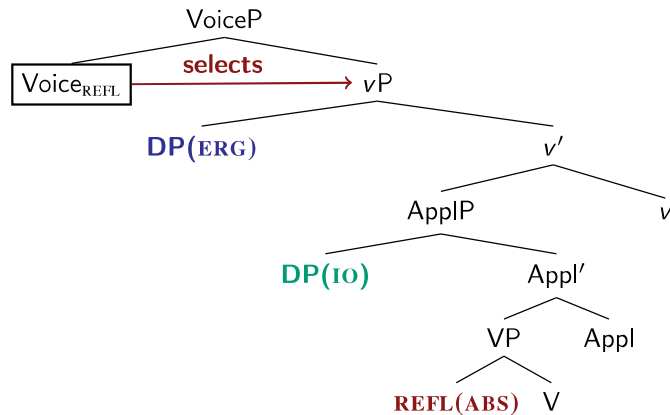 VoiceP
Voice_REFL selects vP
DP(ERG) v′
ApplP v
DP(IO) Appl′
VP Appl
REFL(ABS) V